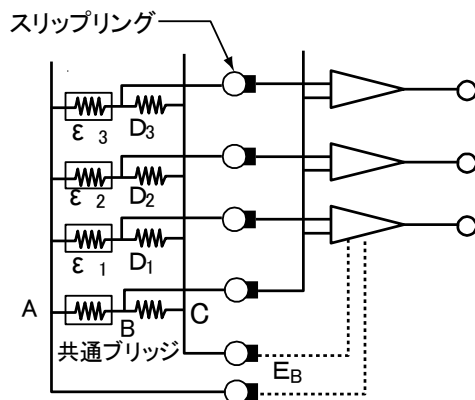 スリップリング
ε 3 D3
ε 2 D2
ε 1 D1
A B C
共通ブリッジ
EB